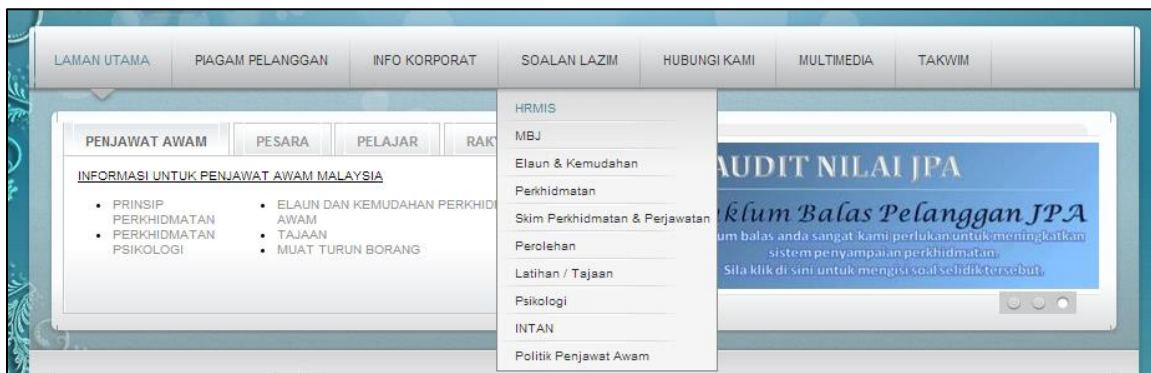 LAMAN UTAMA PIAGAM PELANGGAN INFO KORPORAT SOALAN LAZIM HUBUNGI KAMI MULTIMEDIA TAKWIM
HRMIS
MBJ
Elaun & Kemudahan
Perkhidmatan
Skim Perkhidmatan & Perjawatan
Perolehan
Latihan / Tajaan
Psikologi
INTAN
Politik Penjawat Awam
PENJAWAT AWAM PESARA PELAJAR
INFORMASI UNTUK PENJAWAT AWAM MALAYSIA
PRINSIP
PERKHIDMATAN
PERKHIDMATAN
PSIKOLOGI
ELAUN DAN KEMUDAHAN
AWAM
TAJAAN
MUAT TURUN BORANG
AUDIT NILAI JPA
Balas Pelanggan JPA
balas anda sangat kami perlukan untuk meningkatkan
sistem penyampaian perkhidmatan.
Sila klik di sini untuk mengisi soal selidik tersebut.